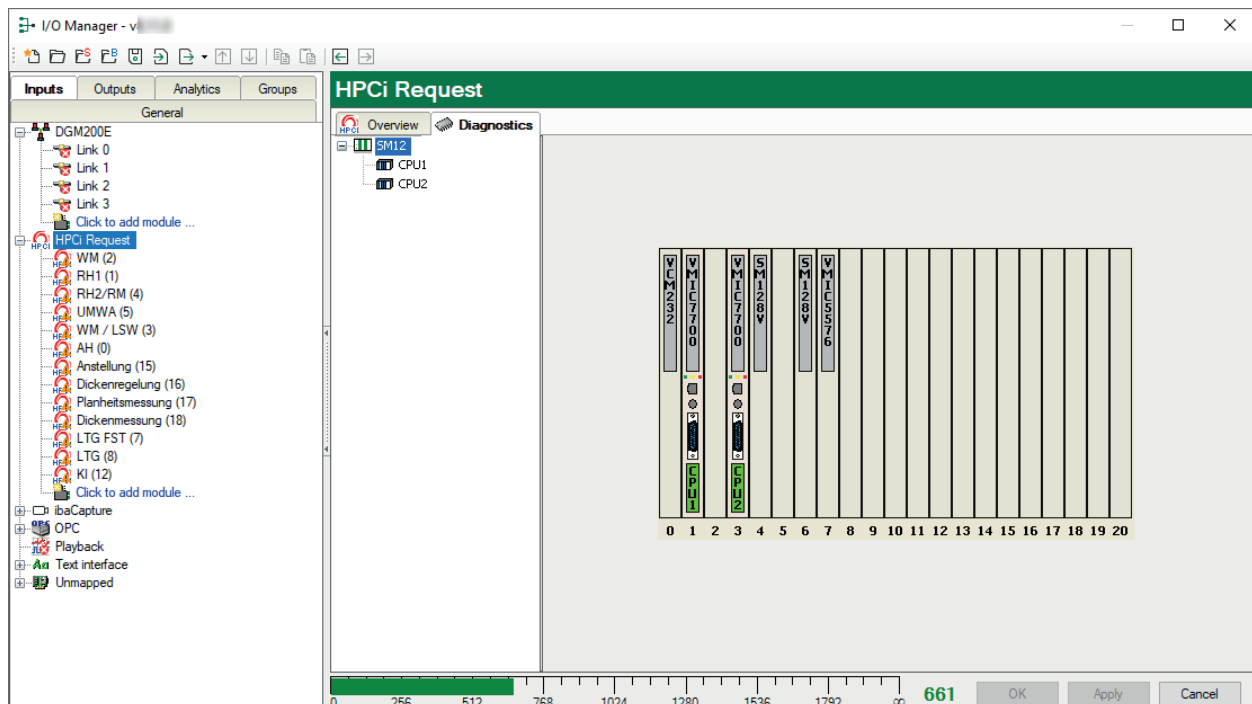 I/O Manager - v
Inputs Outputs Analytics Groups
General
DGM200E
Link 0
Link 1
Link 2
Link 3
Click to add module ...
HPCi Request
WM (2)
RH1 (1)
RH2/RM (4)
UMWA (5)
WM / LSW (3)
AH (0)
Anstellung (15)
Dickenregelung (16)
Planheitsmessung (17)
Dickenmessung (18)
LTG FST (7)
LTG (8)
KI (12)
Click to add module ...
ibaCapture
OPC
Playback
Text interface
Unmapped
HPCi Request
Overview Diagnostics
SM12
CPU1
CPU2
VCM232
VMIC7700
VMIC7700
SM128V
SM128V
VMIC5576
CPU1
CPU2
0 1 2 3 4 5 6 7 8 9 10 11 12 13 14 15 16 17 18 19 20
0 256 512 768 1024 1280 1536 1792 ∞
661
OK Apply Cancel